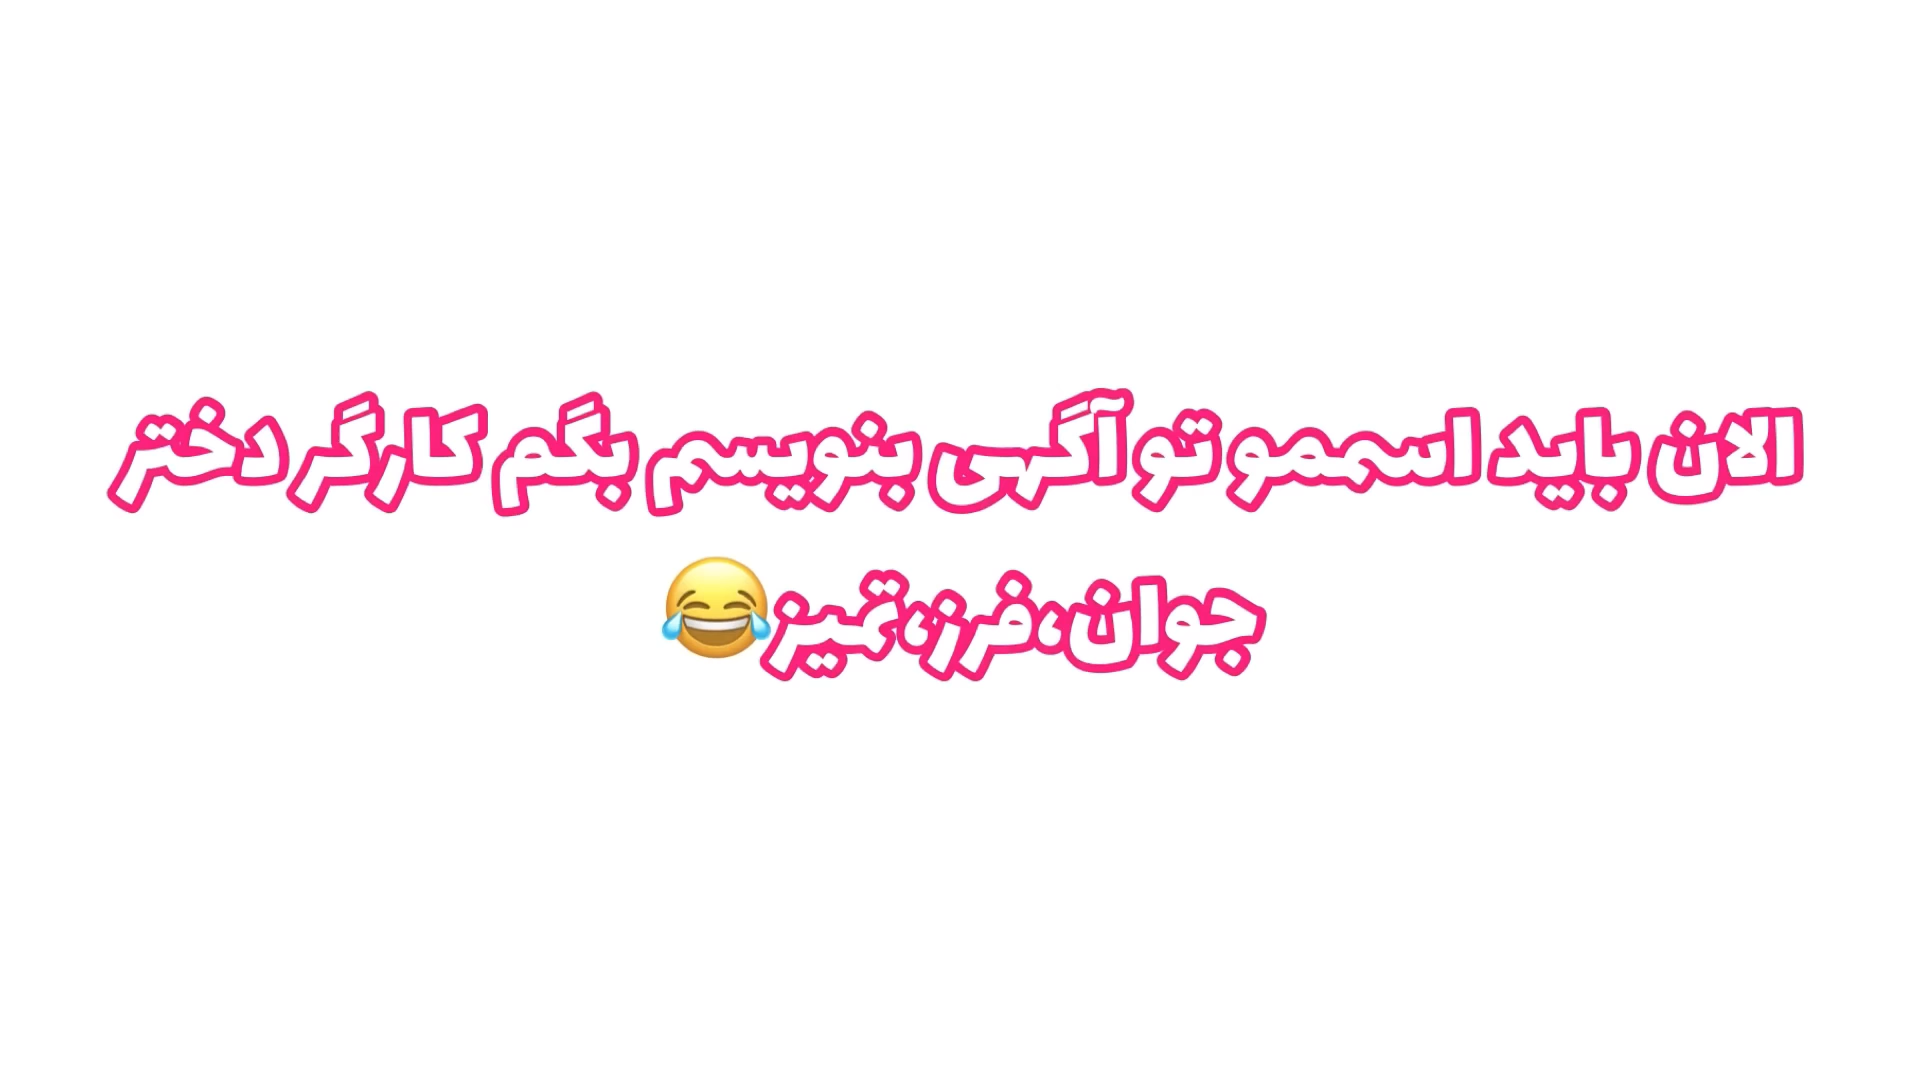 الان باید اسممو تو آگهی بنویسم بگم کارگر دختر
جوان،فرز،تمیز😂